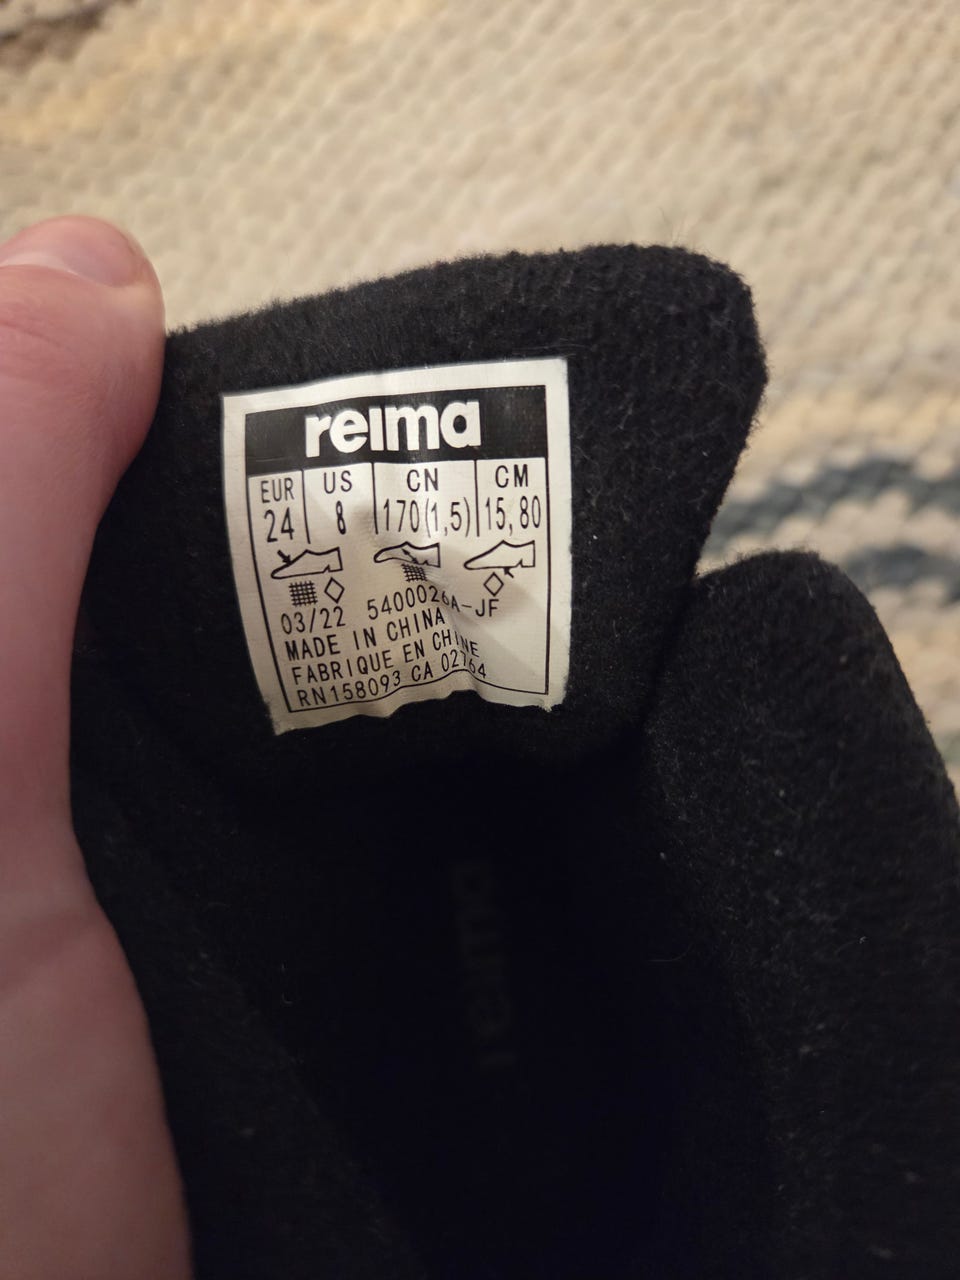 reima
EUR US CN CM
24 8 170(1,5) 15,80
03/22 5400026A-JF
MADE IN CHINA
FABRIQUE EN CHINE
RN158093 CA 02764
reima